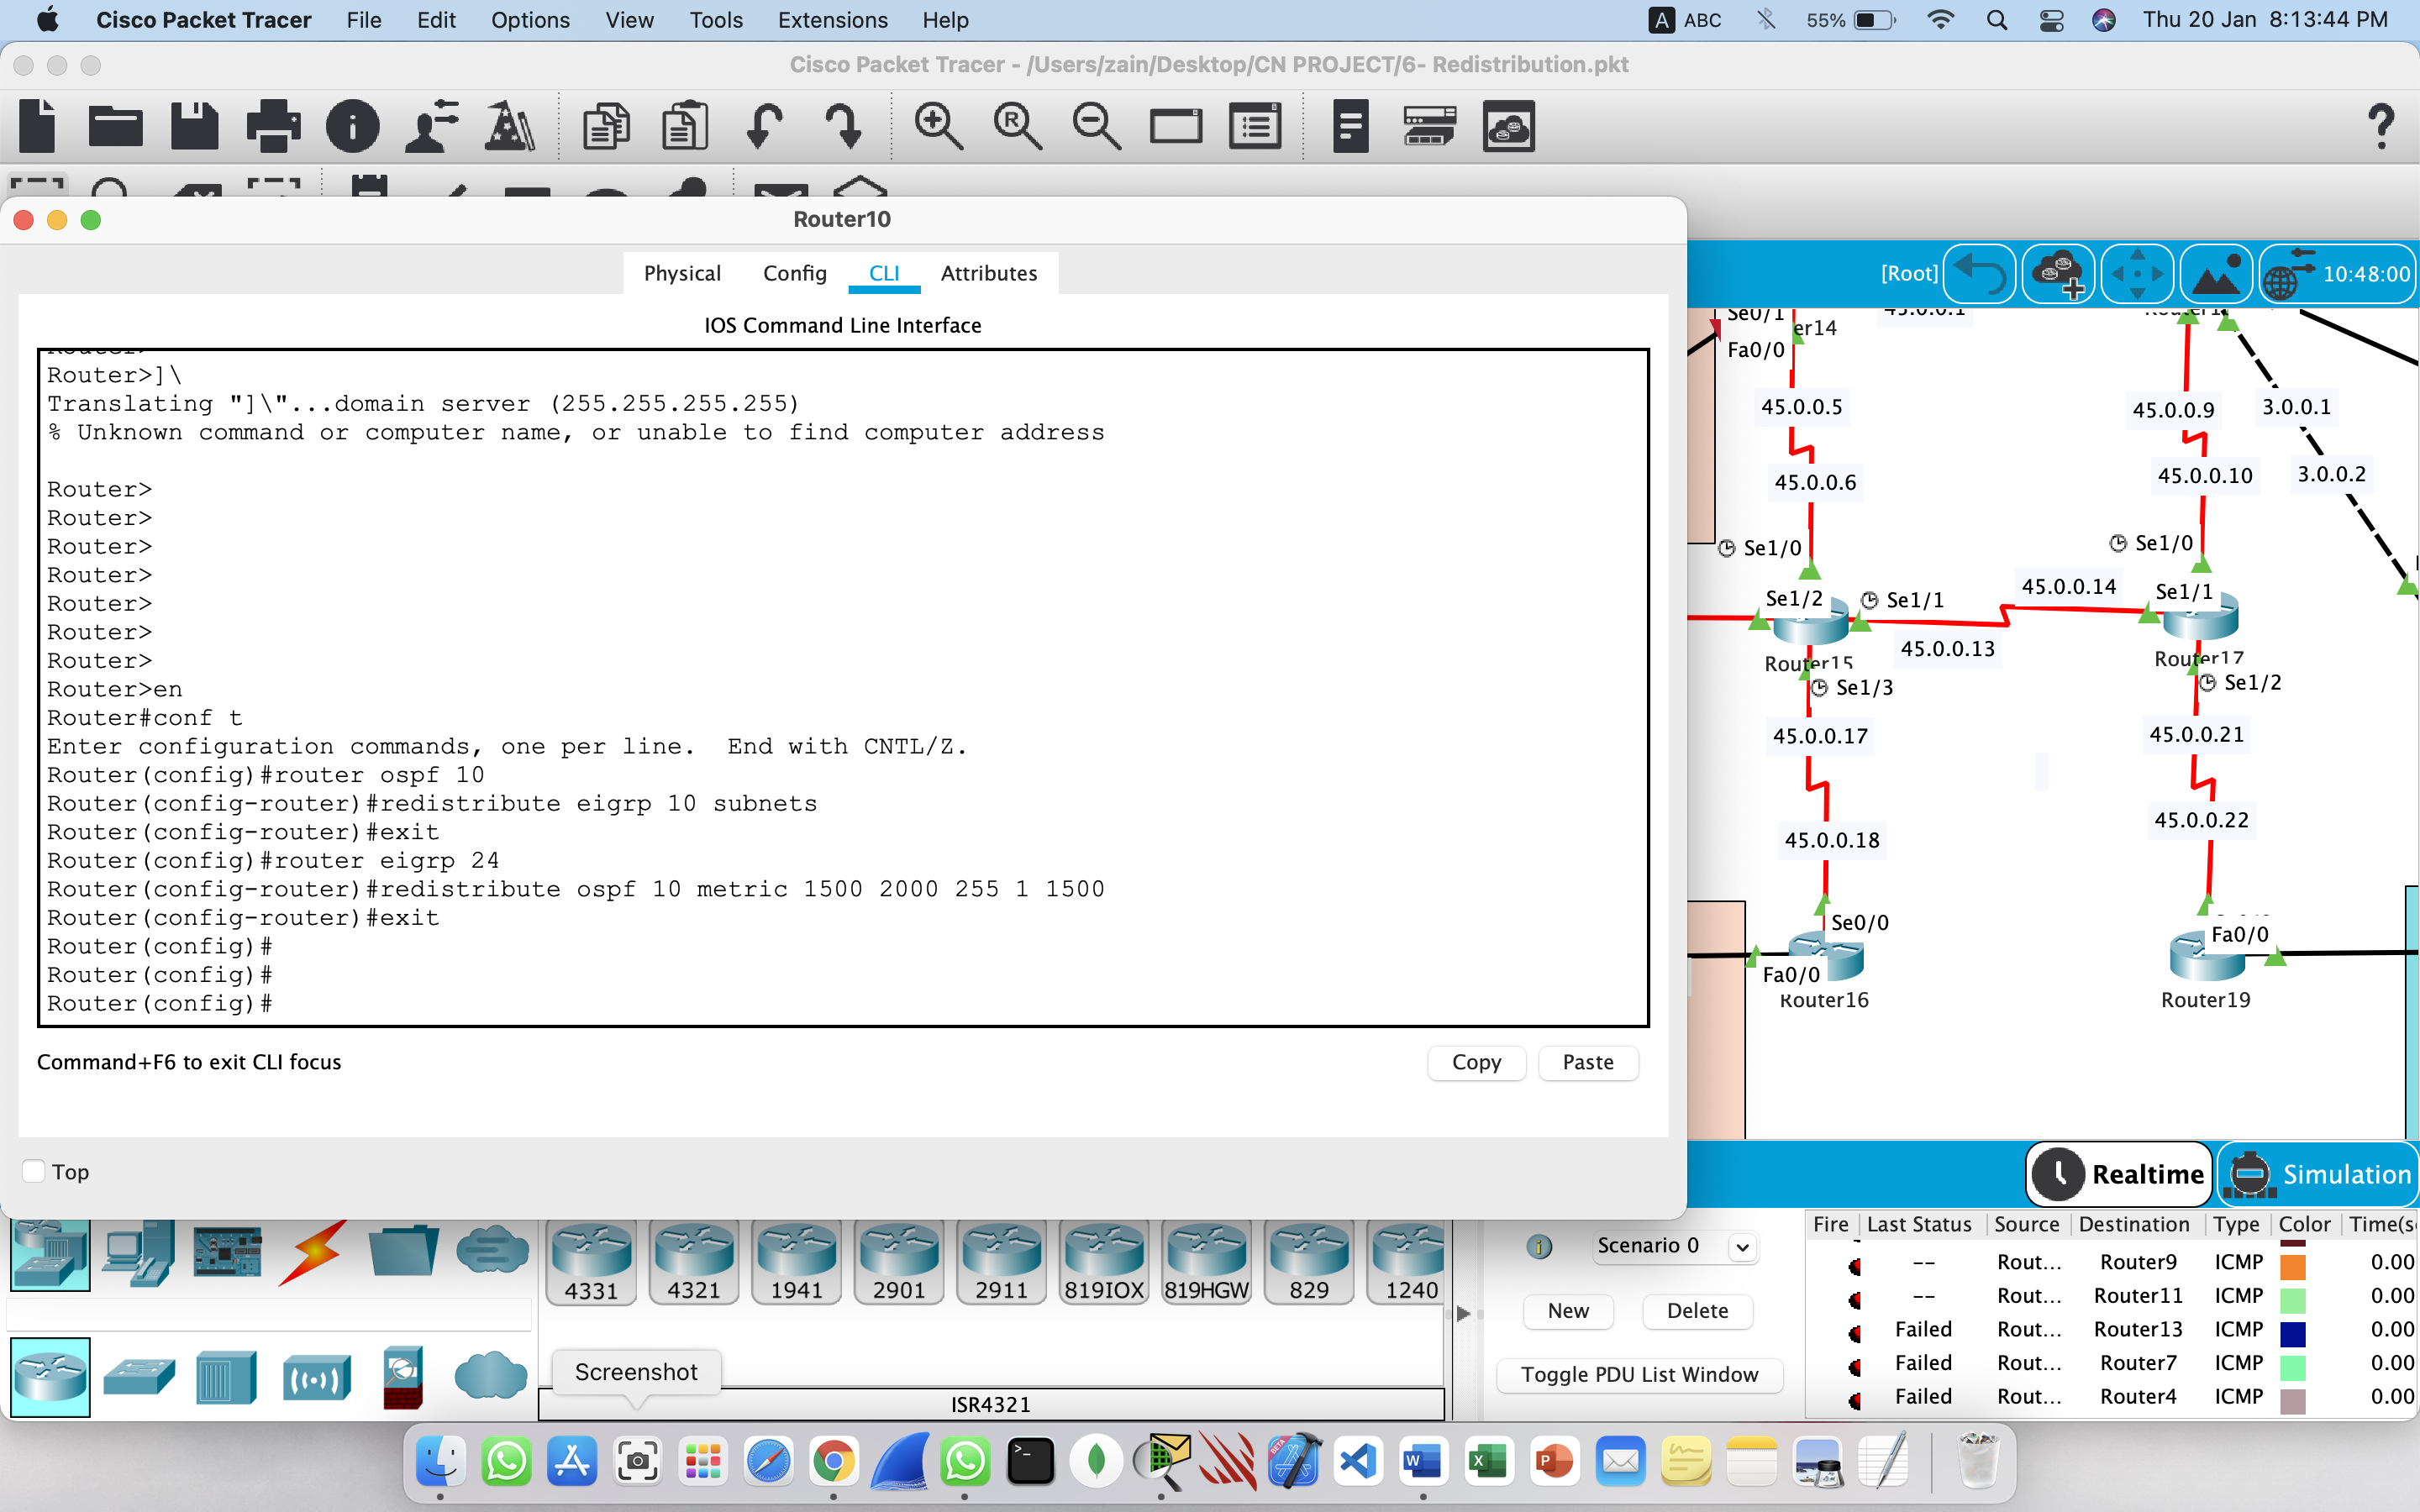 Cisco Packet Tracer File Edit Options View Tools Extensions Help
A ABC 55% Thu 20 Jan 8:13:44 PM
Cisco Packet Tracer - /Users/zain/Desktop/CN PROJECT/6- Redistribution.pkt
Router10
Physical Config CLI Attributes
IOS Command Line Interface
Router>
Router>]\
Translating "]\"...domain server (255.255.255.255)
% Unknown command or computer name, or unable to find computer address
Router>
Router>
Router>
Router>
Router>
Router>
Router>
Router>en
Router#conf t
Enter configuration commands, one per line. End with CNTL/Z.
Router(config)#router ospf 10
Router(config-router)#redistribute eigrp 10 subnets
Router(config-router)#exit
Router(config)#router eigrp 24
Router(config-router)#redistribute ospf 10 metric 1500 2000 255 1 1500
Router(config-router)#exit
Router(config)#
Router(config)#
Router(config)#
Command+F6 to exit CLI focus
Copy
Paste
Top
[Root]
10:48:00
Se0/1
er14
Fa0/0
45.0.0.1
45.0.0.5
45.0.0.9
3.0.0.1
45.0.0.6
45.0.0.10
3.0.0.2
Se1/0
Se1/0
Se1/2
Se1/1
45.0.0.14
Se1/1
45.0.0.13
Router15
Router17
Se1/3
Se1/2
45.0.0.17
45.0.0.21
45.0.0.18
45.0.0.22
Se0/0
Fa0/0
Fa0/0
Router16
Router19
Realtime
Simulation
4331 4321 1941 2901 2911 819IOX 819HGW 829 1240
Screenshot
ISR4321
Scenario 0
New
Delete
Toggle PDU List Window
Fire Last Status Source Destination Type Color Time(s
-- Rout... Router9 ICMP 0.00
-- Rout... Router11 ICMP 0.00
Failed Rout... Router13 ICMP 0.00
Failed Rout... Router7 ICMP 0.00
Failed Rout... Router4 ICMP 0.00